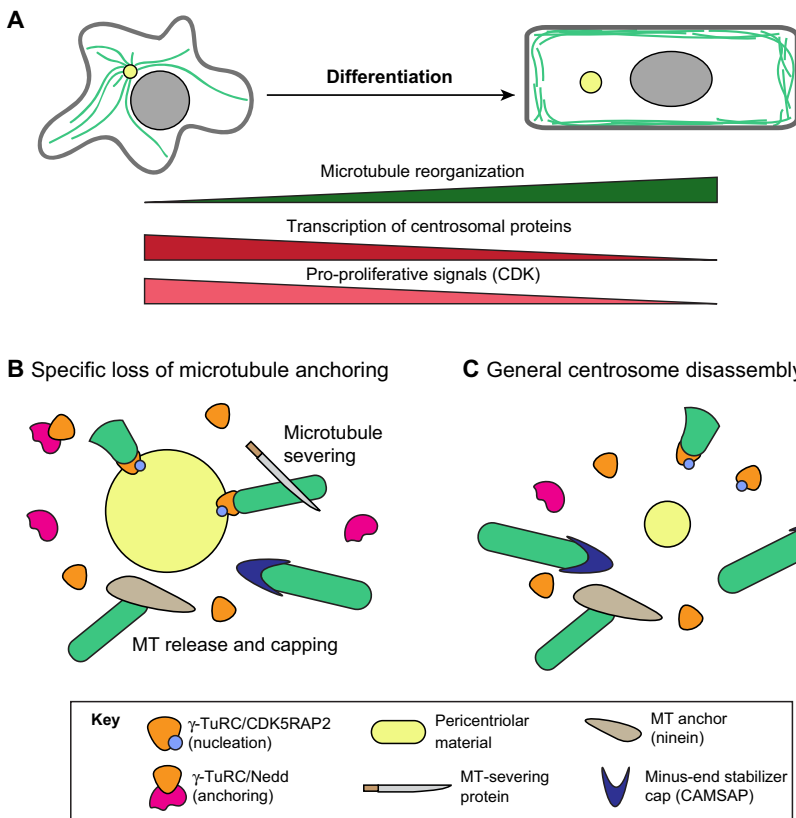 A
Differentiation
Microtubule reorganization
Transcription of centrosomal proteins
Pro-proliferative signals (CDK)
B Specific loss of microtubule anchoring
C General centrosome disassembly
Microtubule
severing
MT release and capping
Key
γ-TuRC/CDK5RAP2
(nucleation)
Pericentriolar
material
MT anchor
(ninein)
γ-TuRC/Nedd
(anchoring)
MT-severing
protein
Minus-end stabilizer
cap (CAMSAP)